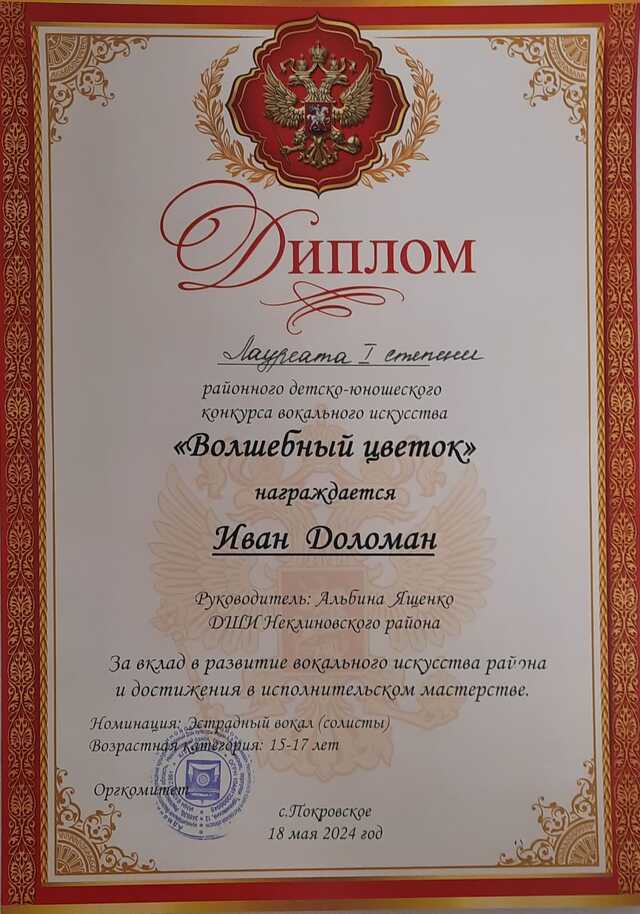 Диплом
Лауреата I степени
районного детско-юношеского
конкурса вокального искусства
«Волшебный цветок»
награждается
Иван Доломан
Руководитель: Альбина Ященко
ДШИ Неклиновского района
За вклад в развитие вокального искусства района
и достижения в исполнительском мастерстве.
Номинация: Эстрадный вокал (солисты)
Возрастная категория: 15-17 лет
Оргкомитет
с.Покровское
18 мая 2024 год